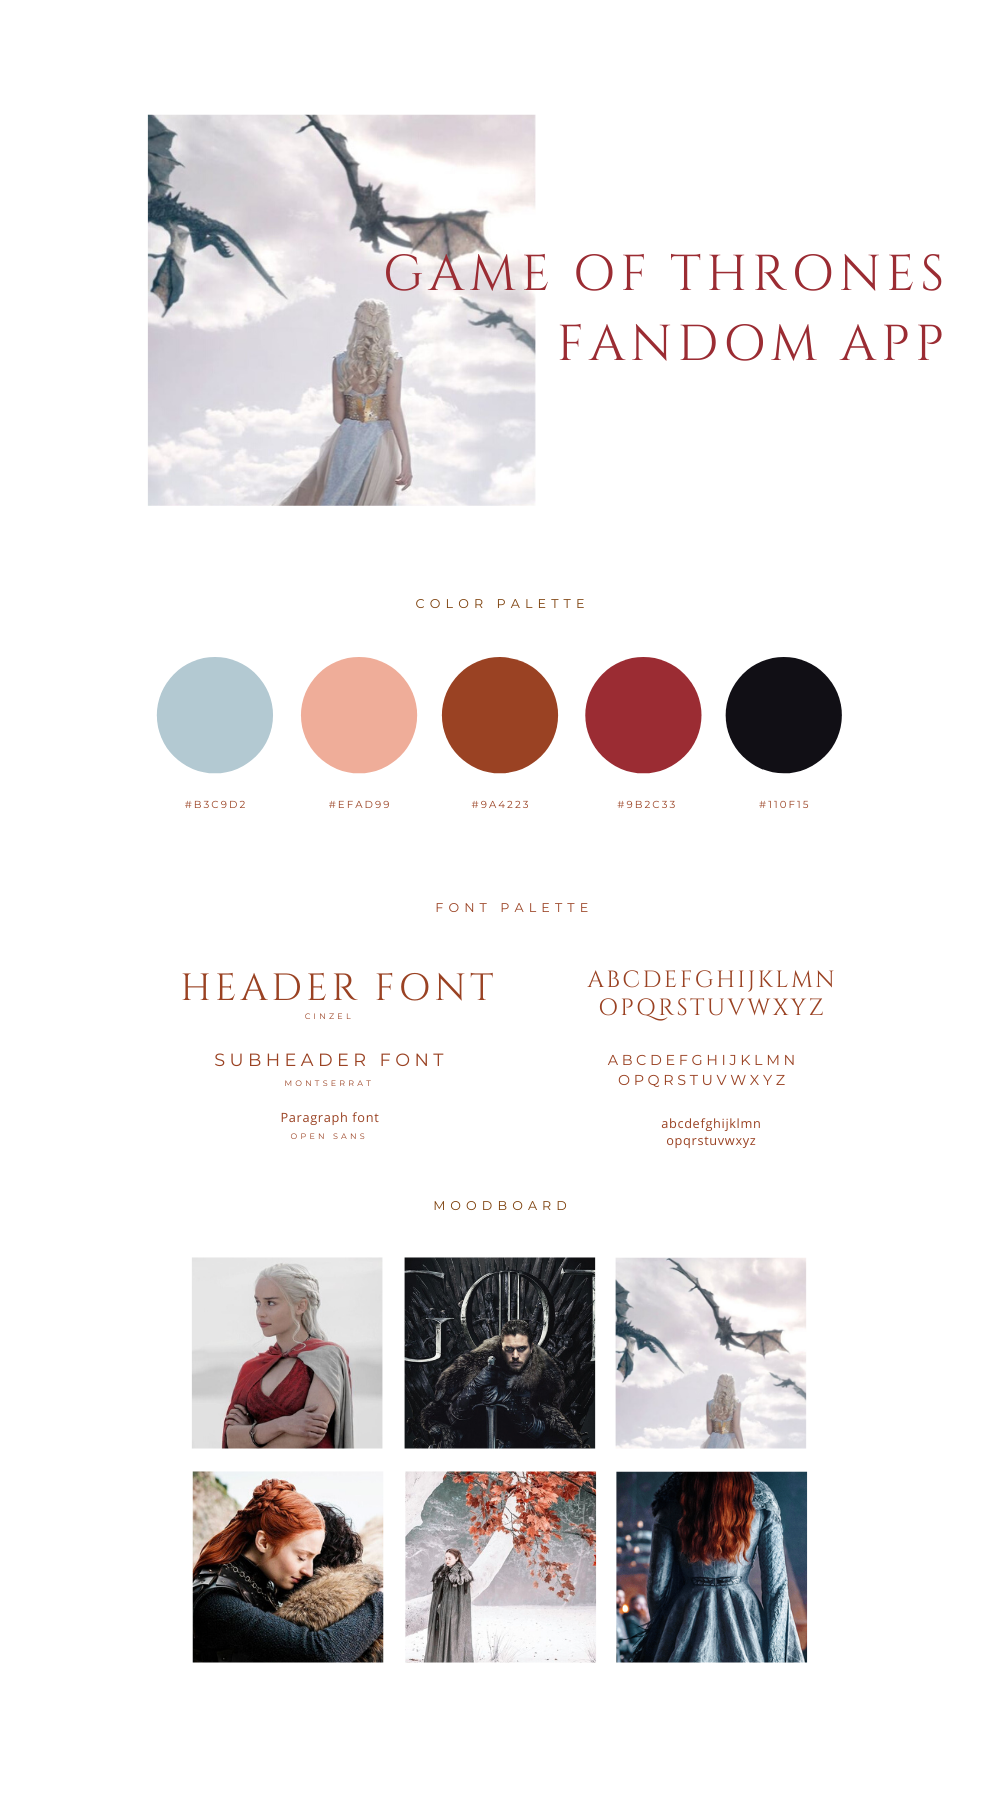 GAME OF THRONES
FANDOM APP
COLOR PALETTE
#B3C9D2
#EFAD99
#9A4223
#9B2C33
#110F15
FONT PALETTE
HEADER FONT
CINZEL
ABCDEFGHIJKLMN
OPQRSTUVWXYZ
SUBHEADER FONT
MONTSERRAT
ABCDEFGHIJKLMN
OPQRSTUVWXYZ
Paragraph font
OPEN SANS
abcdefghijklmn
opqrstuvwxyz
MOODBOARD
GOT